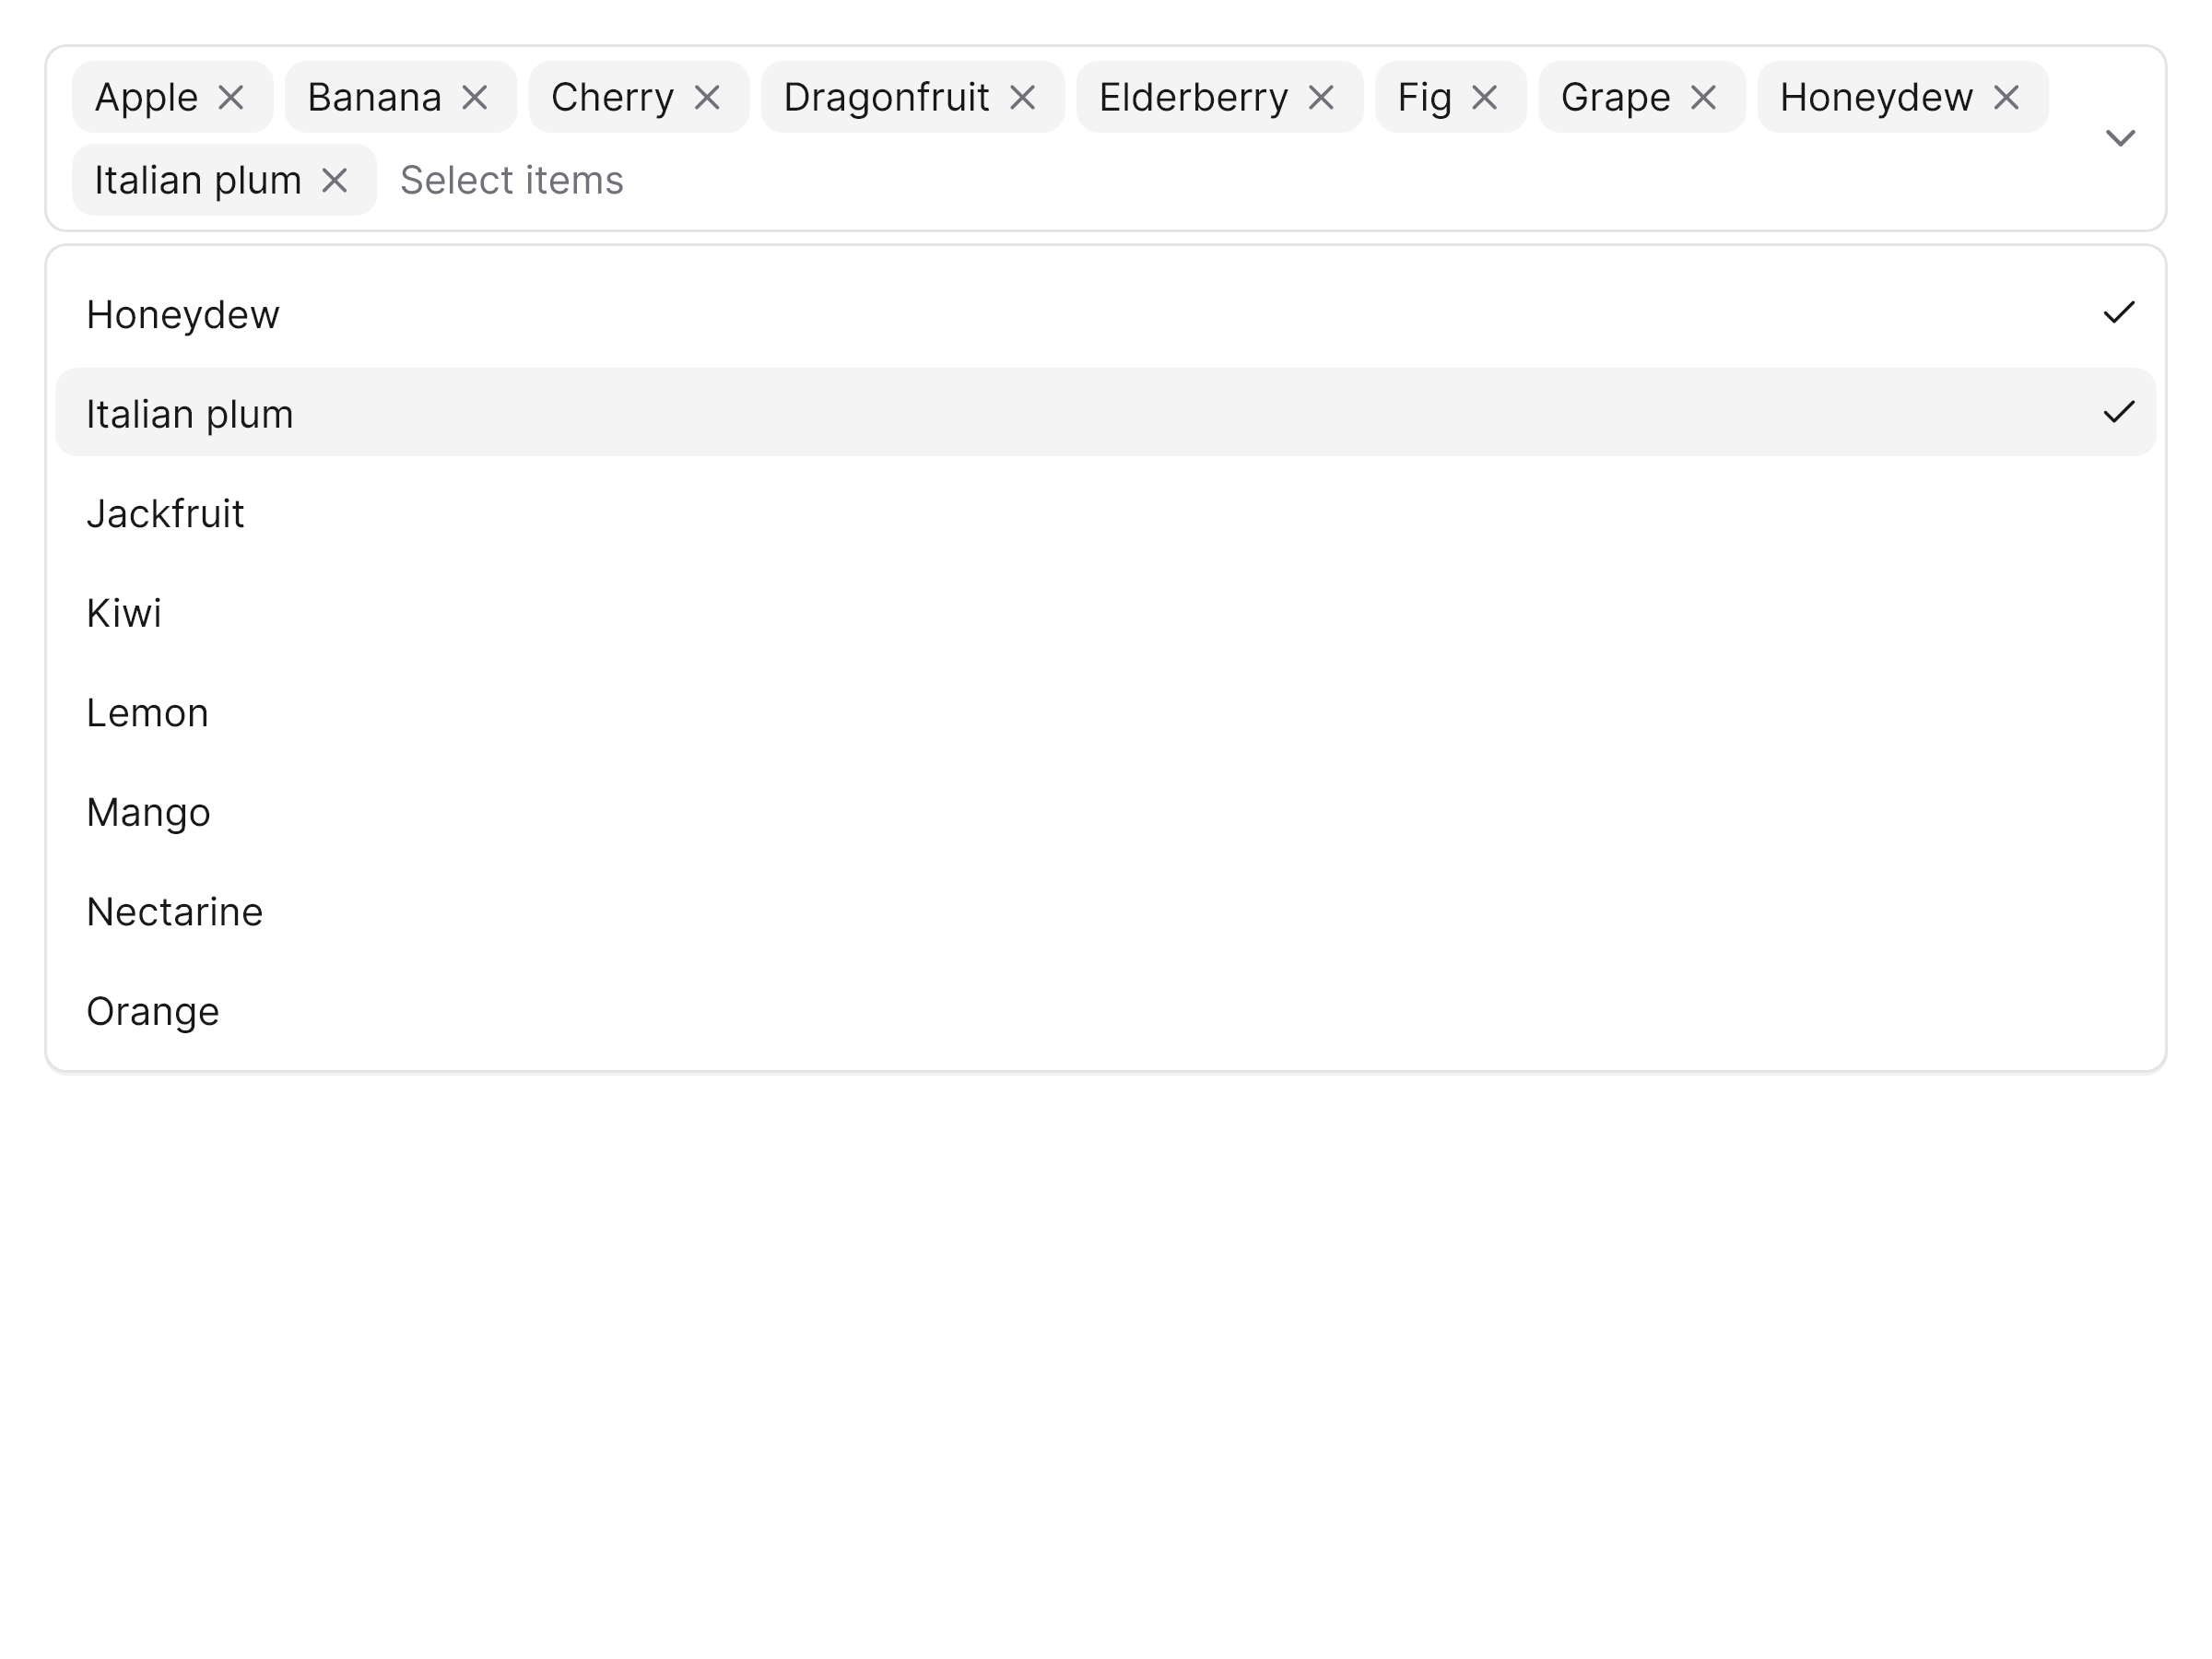 Apple Banana Cherry Dragonfruit Elderberry Fig Grape Honeydew
Italian plum Select items
Honeydew
Italian plum
Jackfruit
Kiwi
Lemon
Mango
Nectarine
Orange